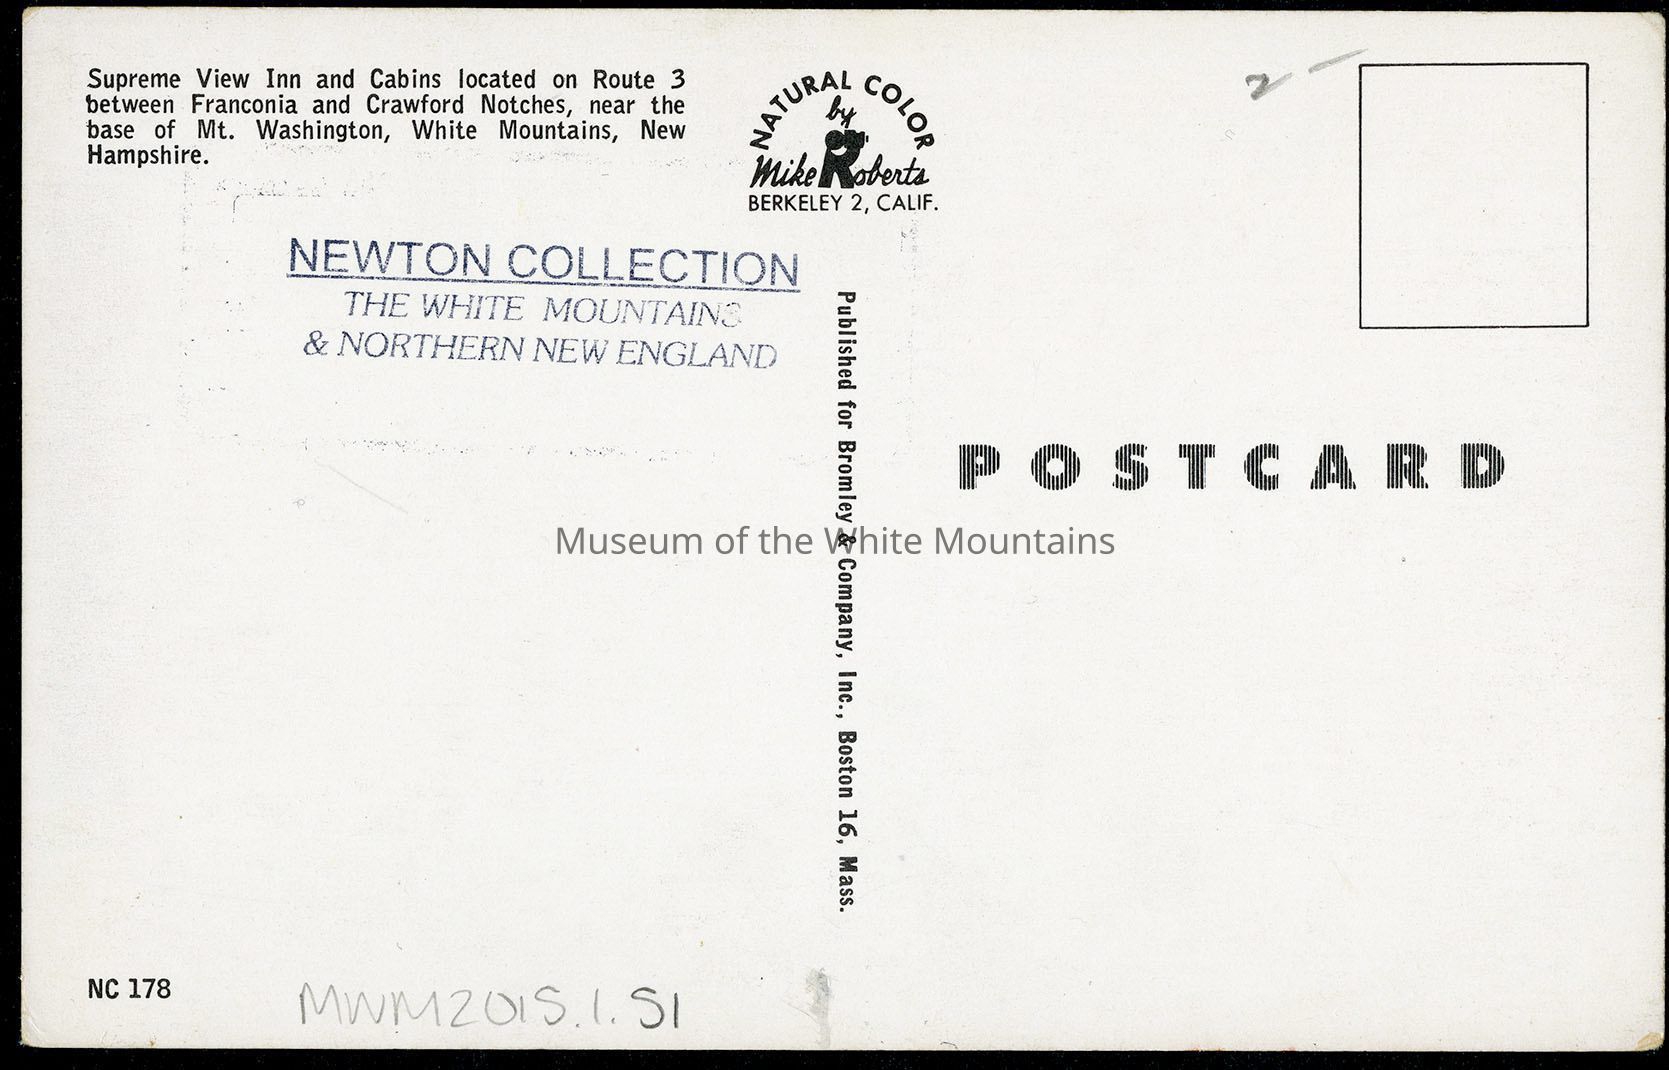 Supreme View Inn and Cabins located on Route 3
between Franconia and Crawford Notches, near the
base of Mt. Washington, White Mountains, New
Hampshire.
NATURAL COLOR
by
Mike Roberts
BERKELEY 2, CALIF.
2 —
NEWTON COLLECTION
THE WHITE MOUNTAINS
& NORTHERN NEW ENGLAND
Published for Bromley & Company, Inc., Boston 16, Mass.
POSTCARD
Museum of the White Mountains
NC 178
MWM2015.1.51